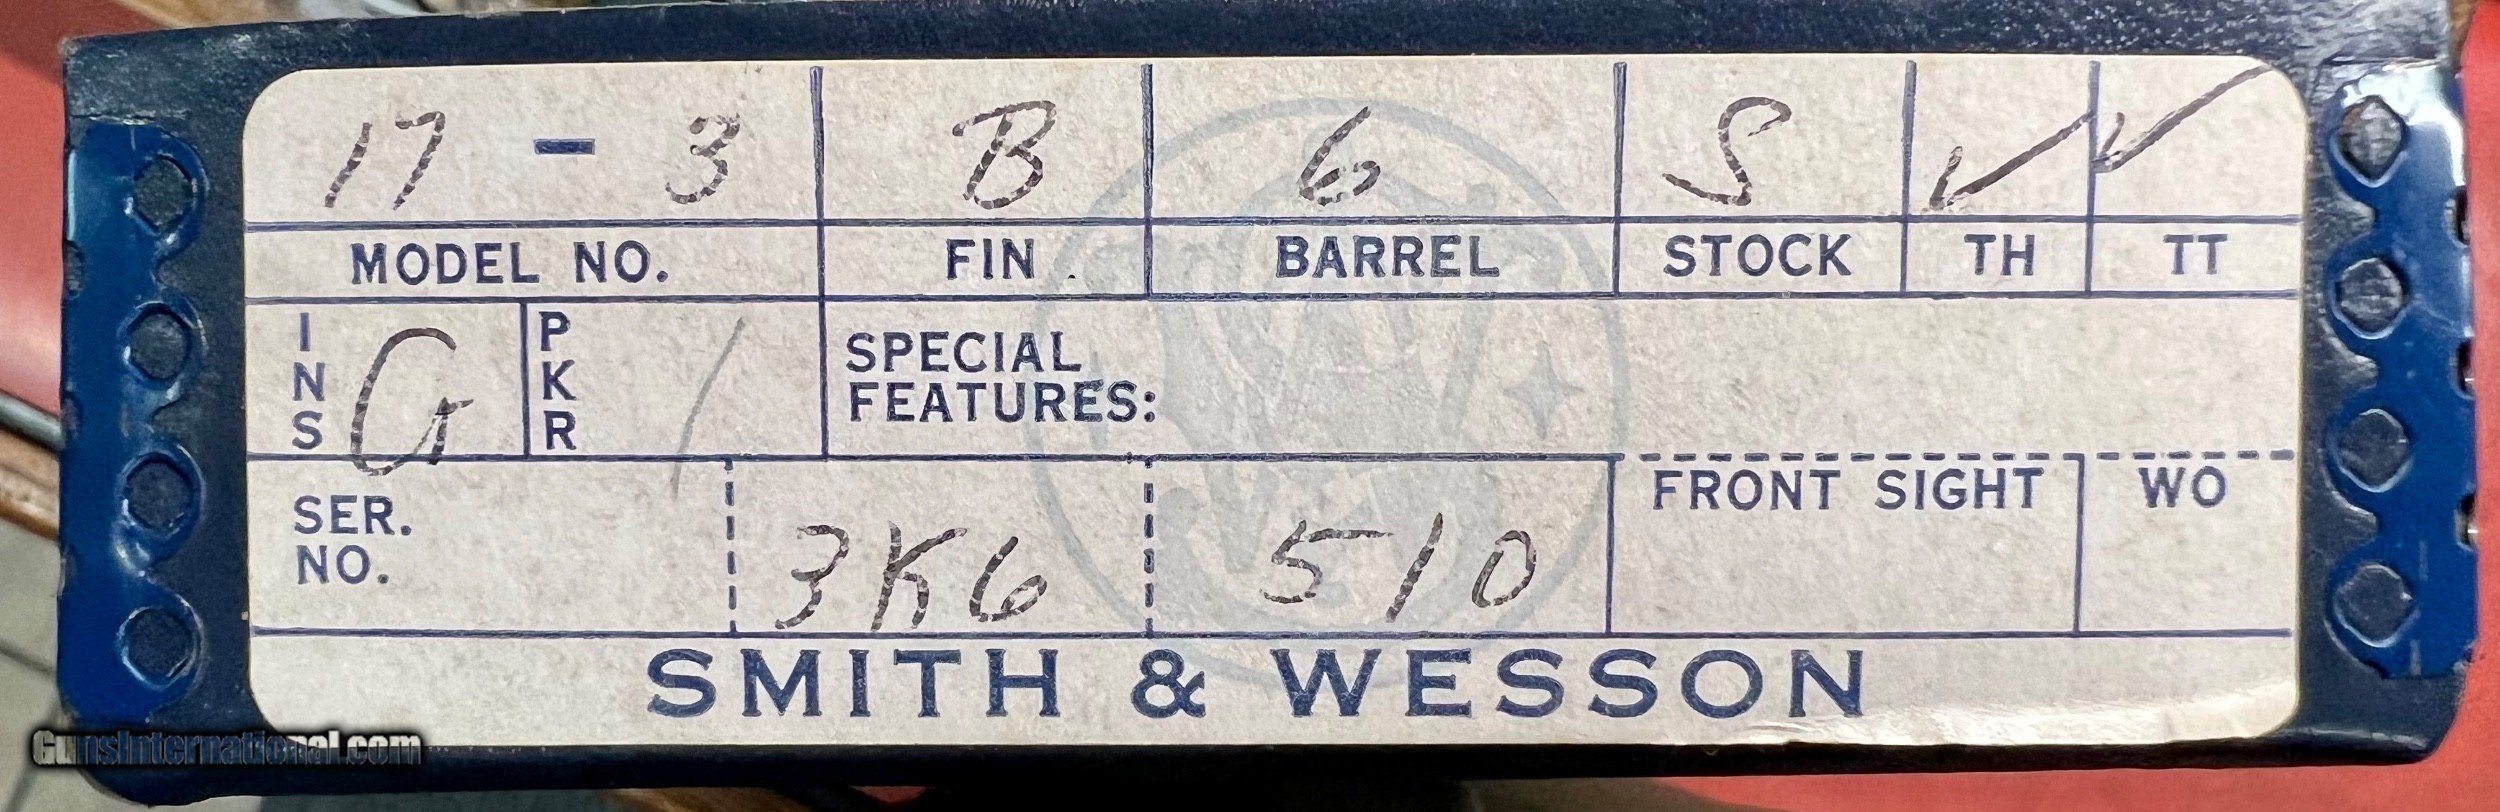 17 - 3 B 6 S ✓ ✓
MODEL NO. FIN. BARREL STOCK TH TT
INS G PKR / SPECIAL
FEATURES:
SER.
NO. 3K6 510 FRONT SIGHT WO
SMITH & WESSON
GunsInternational.com